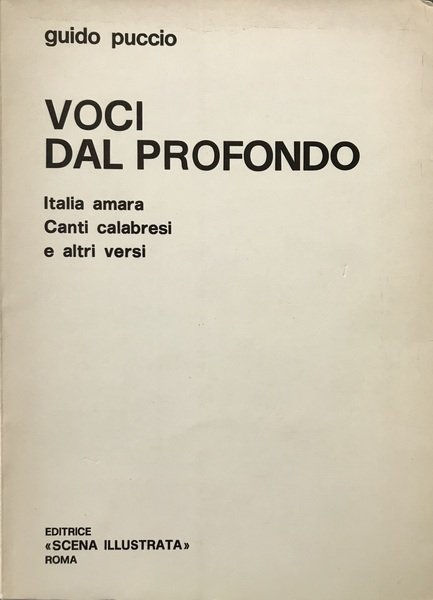 guido puccio
VOCI
DAL PROFONDO
Italia amara
Canti calabresi
e altri versi
EDITRICE
«SCENA ILLUSTRATA»
ROMA